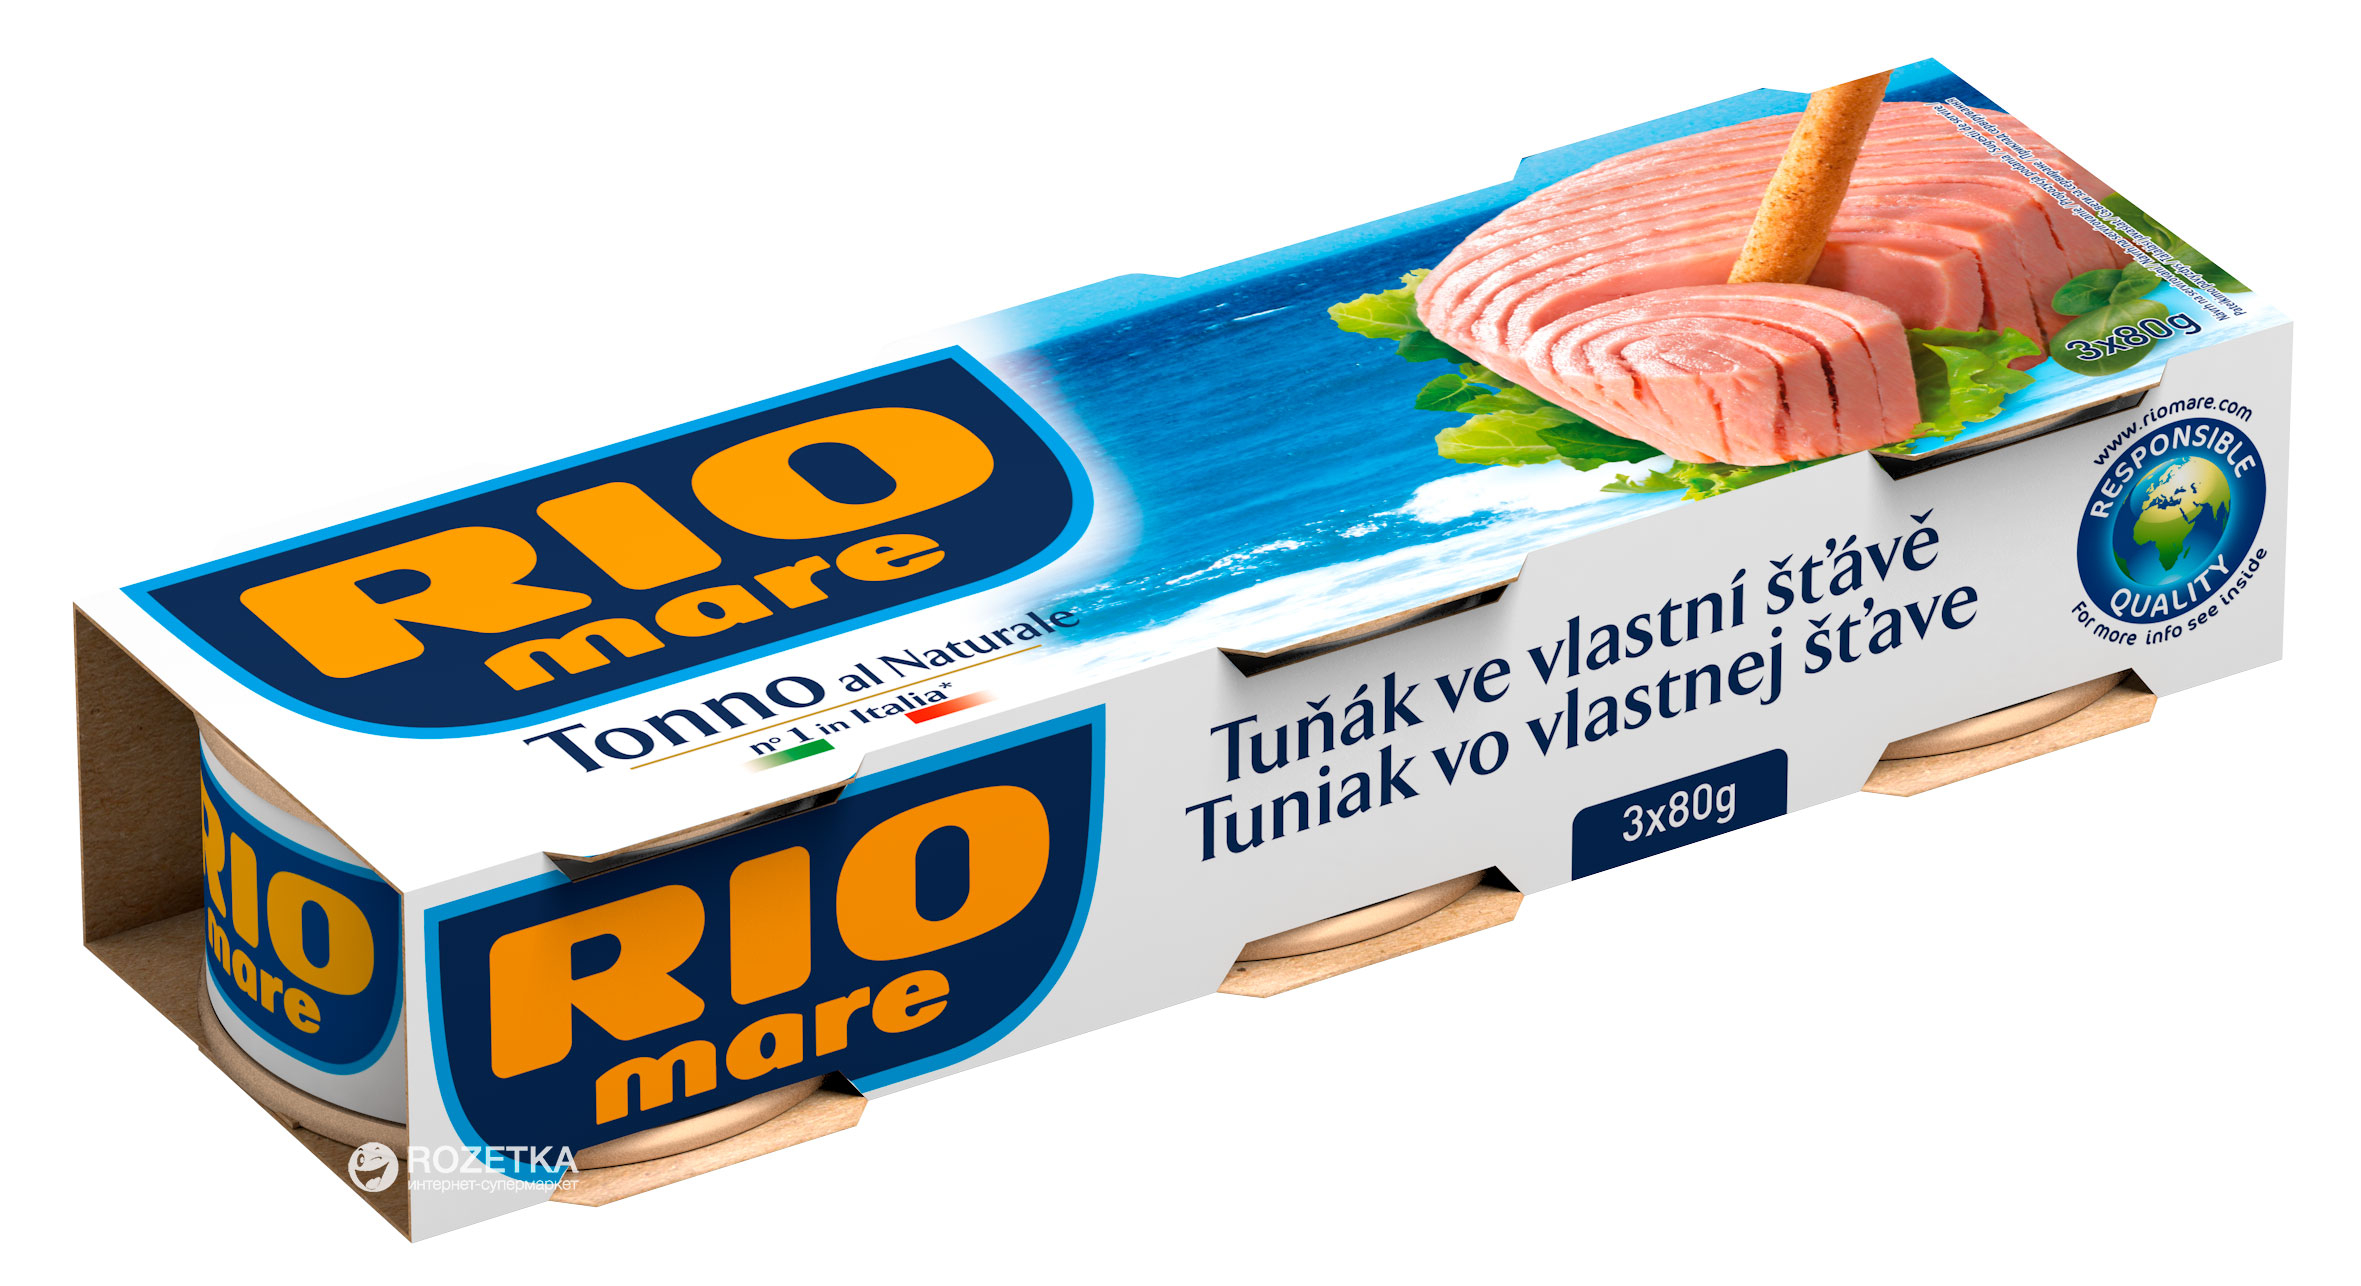 RIO
mare
Tonno al Naturale
n° 1 in Italia*
3x80g
RIO
mare
Tuňák ve vlastní šťávě
Tuniak vo vlastnej šťave
3x80g
www.riomare.com
RESPONSIBLE
QUALITY
For more info see inside
RIO
mare
ROZETKA
интернет-супермаркет